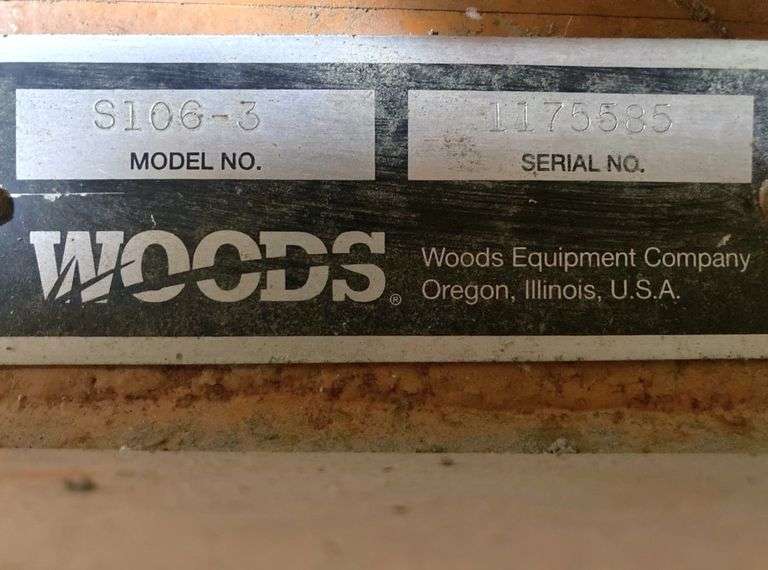 S106-3
MODEL NO.
1175585
SERIAL NO.
WOODS®
Woods Equipment Company
Oregon, Illinois, U.S.A.